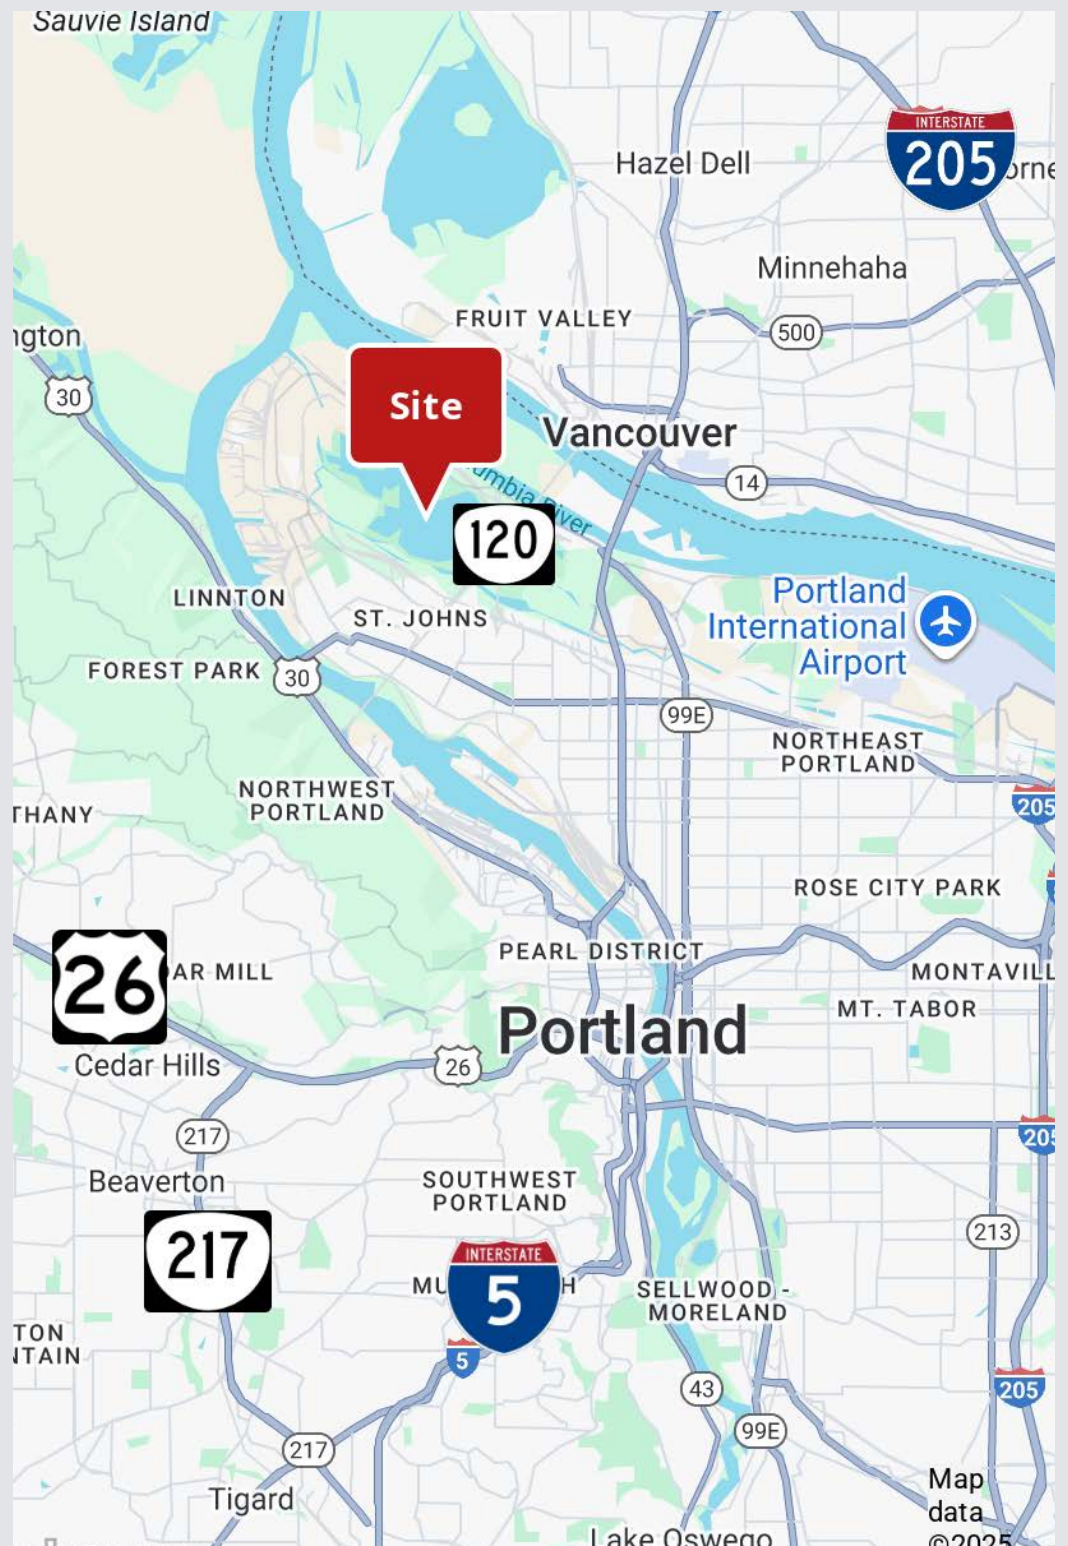 Sauvie Island
INTERSTATE
205
Hazel Dell
Minnehaha
FRUIT VALLEY
500
30
Site
Vancouver
14
River
120
Portland
International
Airport
LINNTON
ST. JOHNS
FOREST PARK
30
99E
NORTHEAST
PORTLAND
NORTHWEST
PORTLAND
205
ROSE CITY PARK
PEARL DISTRICT
26
MILL
MONTAVILL
MT. TABOR
Portland
Cedar Hills
26
217
205
Beaverton
SOUTHWEST
PORTLAND
217
213
INTERSTATE
5
SELLWOOD -
MORELAND
5
205
43
99E
217
Tigard
Map
data
©2025
Lake Oswego